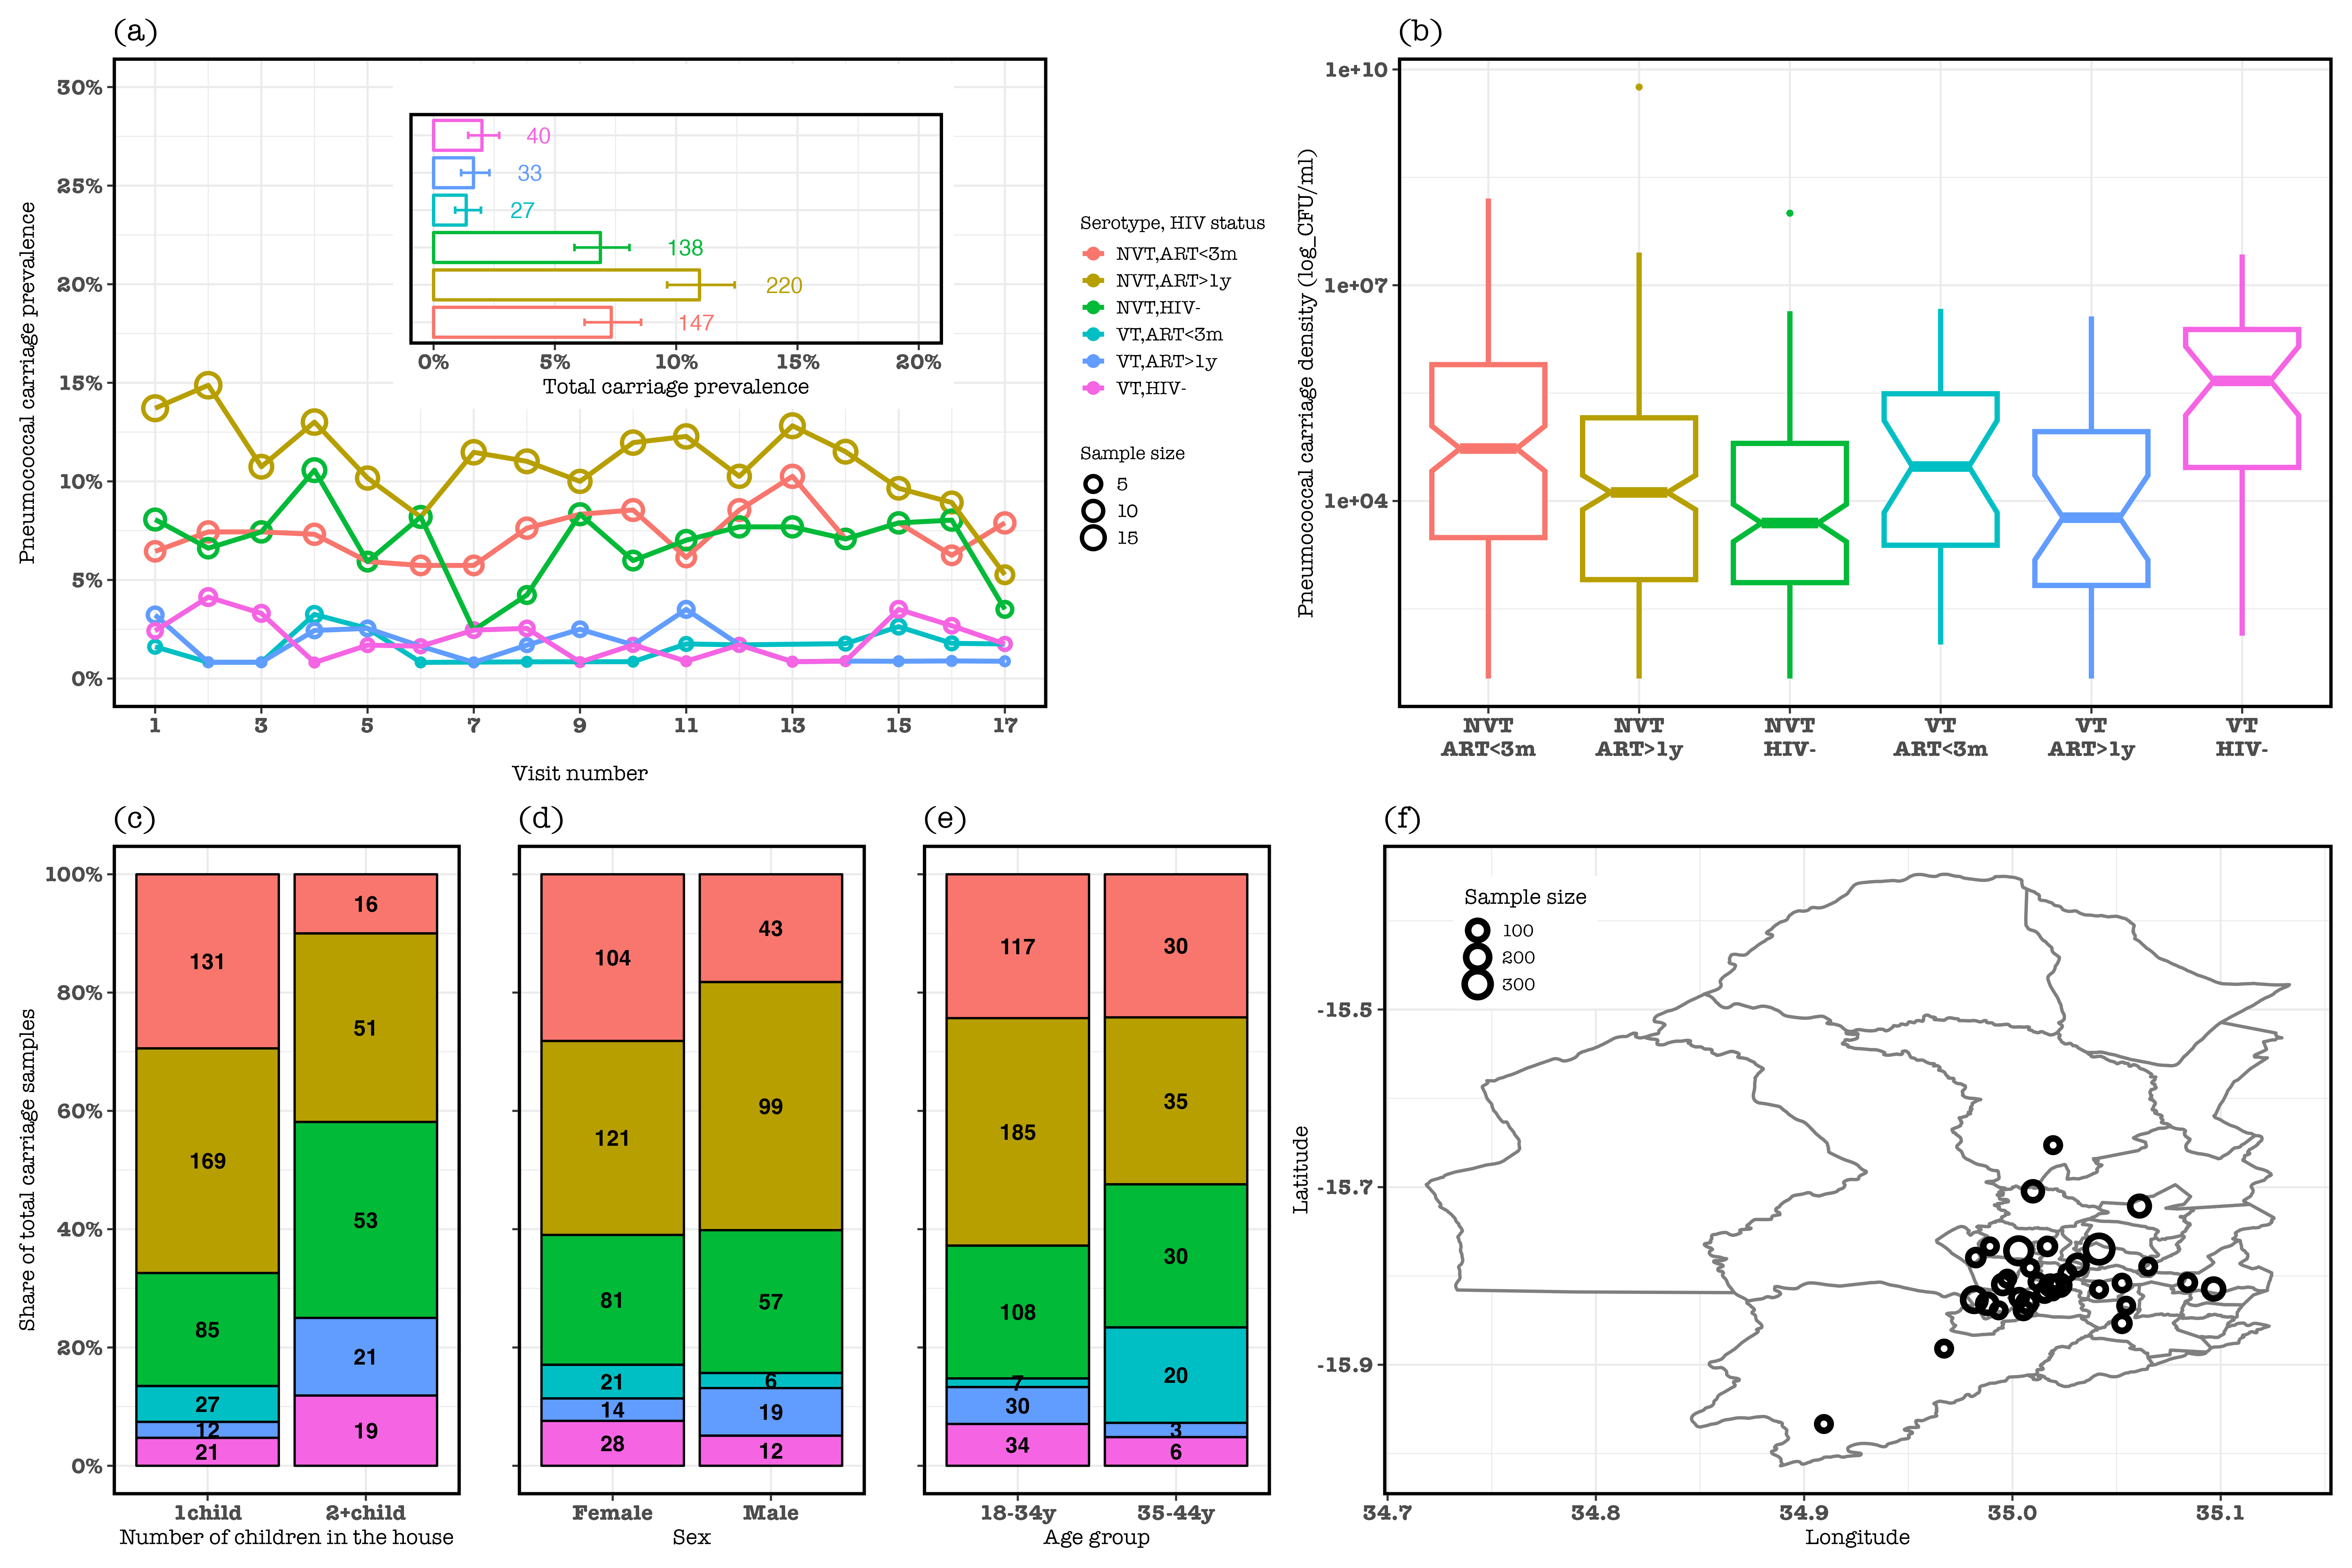 (a)
30%
25%
20%
15%
10%
5%
0%
Pneumococcal carriage prevalence
40
33
27
138
220
147
0% 5% 10% 15% 20%
Total carriage prevalence
1 3 5 7 9 11 13 15 17
Visit number
Serotype, HIV status
NVT,ART<3m
NVT,ART>1y
NVT,HIV-
VT,ART<3m
VT,ART>1y
VT,HIV-
Sample size
5
10
15
(b)
1e+10
1e+07
1e+04
Pneumococcal carriage density (log_CFU/ml)
NVT NVT NVT VT VT VT
ART<3m ART>1y HIV- ART<3m ART>1y HIV-
(c)
100%
80%
60%
40%
20%
0%
Share of total carriage samples
131
169
85
27
12
21
16
51
53
21
19
1child 2+child
Number of children in the house
(d)
104
121
81
21
14
28
43
99
57
6
19
12
Female Male
Sex
(e)
117
185
108
7
30
34
30
35
30
20
3
6
18-34y 35-44y
Age group
(f)
Sample size
100
200
300
-15.5
-15.7
-15.9
Latitude
34.7 34.8 34.9 35.0 35.1
Longitude